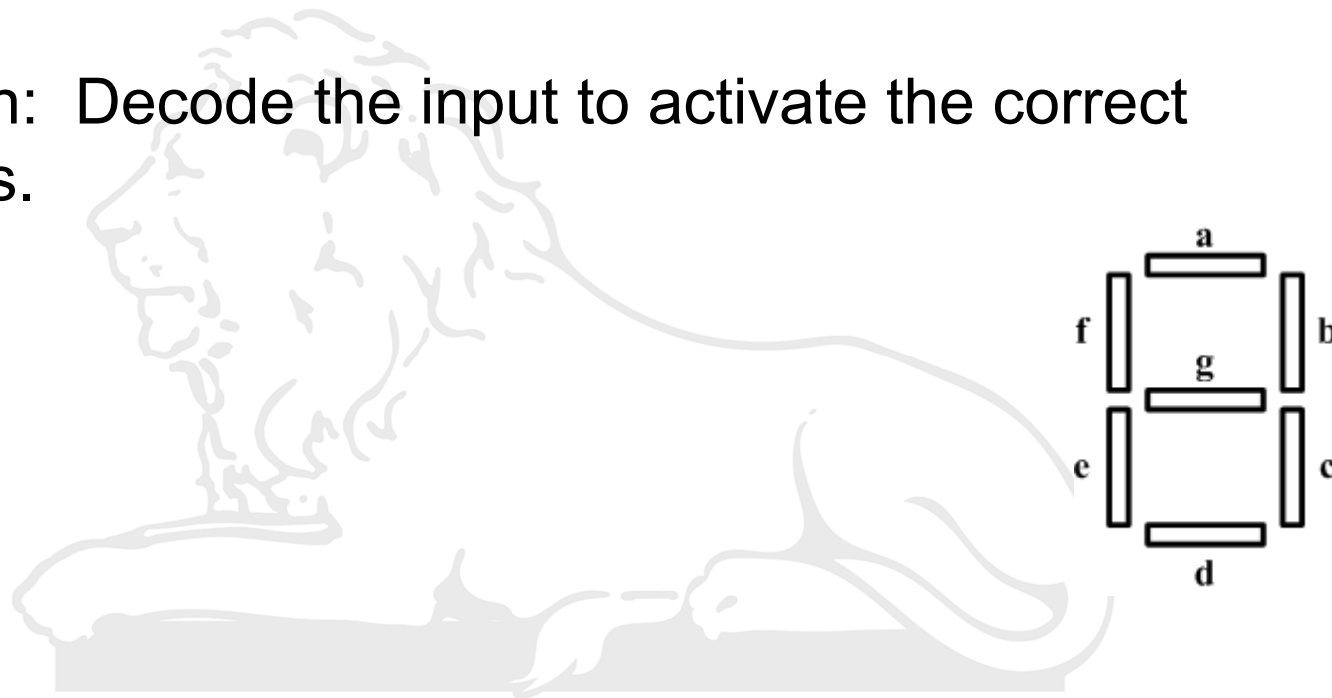 n: Decode the input to activate the correct
s.
a
f b
g
e c
d